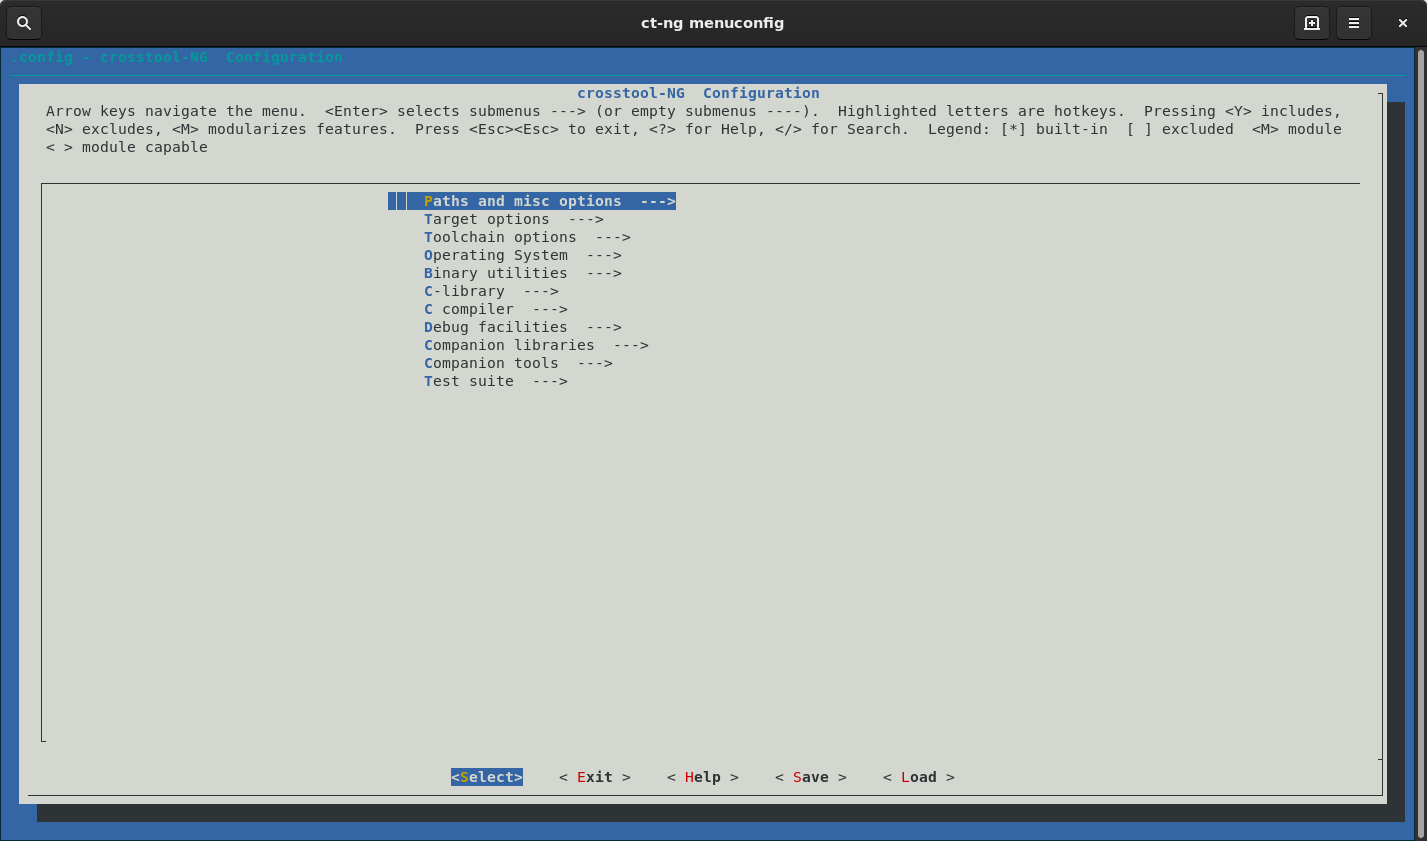 ct-ng menuconfig
.config - crosstool-NG  Configuration
crosstool-NG  Configuration
Arrow keys navigate the menu.  <Enter> selects submenus ---> (or empty submenus ----).  Highlighted letters are hotkeys.  Pressing <Y> includes,
<N> excludes, <M> modularizes features.  Press <Esc><Esc> to exit, <?> for Help, </> for Search.  Legend: [*] built-in  [ ] excluded  <M> module
< > module capable
Paths and misc options  --->
Target options  --->
Toolchain options  --->
Operating System  --->
Binary utilities  --->
C-library  --->
C compiler  --->
Debug facilities  --->
Companion libraries  --->
Companion tools  --->
Test suite  --->
<Select>    < Exit >    < Help >    < Save >    < Load >